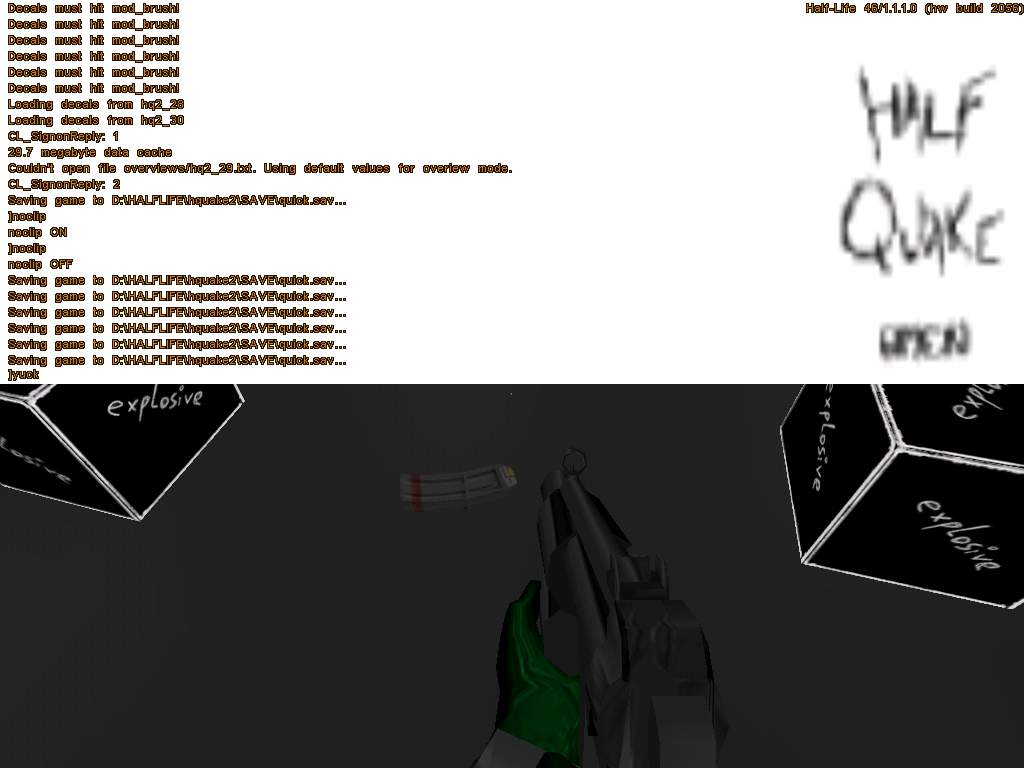 Decals must hit mod_brush!
Decals must hit mod_brush!
Decals must hit mod_brush!
Decals must hit mod_brush!
Decals must hit mod_brush!
Decals must hit mod_brush!
Loading decals from hq2_28
Loading decals from hq2_30
CL_SignonReply: 1
29.7 megabyte data cache
Couldn't open file overviews/hq2_29.txt. Using default values for overiew mode.
CL_SignonReply: 2
Saving game to D:\HALFLIFE\hquake2\SAVE\quick.sav...
]noclip
noclip ON
]noclip
noclip OFF
Saving game to D:\HALFLIFE\hquake2\SAVE\quick.sav...
Saving game to D:\HALFLIFE\hquake2\SAVE\quick.sav...
Saving game to D:\HALFLIFE\hquake2\SAVE\quick.sav...
Saving game to D:\HALFLIFE\hquake2\SAVE\quick.sav...
Saving game to D:\HALFLIFE\hquake2\SAVE\quick.sav...
Saving game to D:\HALFLIFE\hquake2\SAVE\quick.sav...
]yuck
Half-Life 46/1.1.1.0 (hw build 2056)
HALF
QUAKE
AMEN
explosive
explosive
explosive